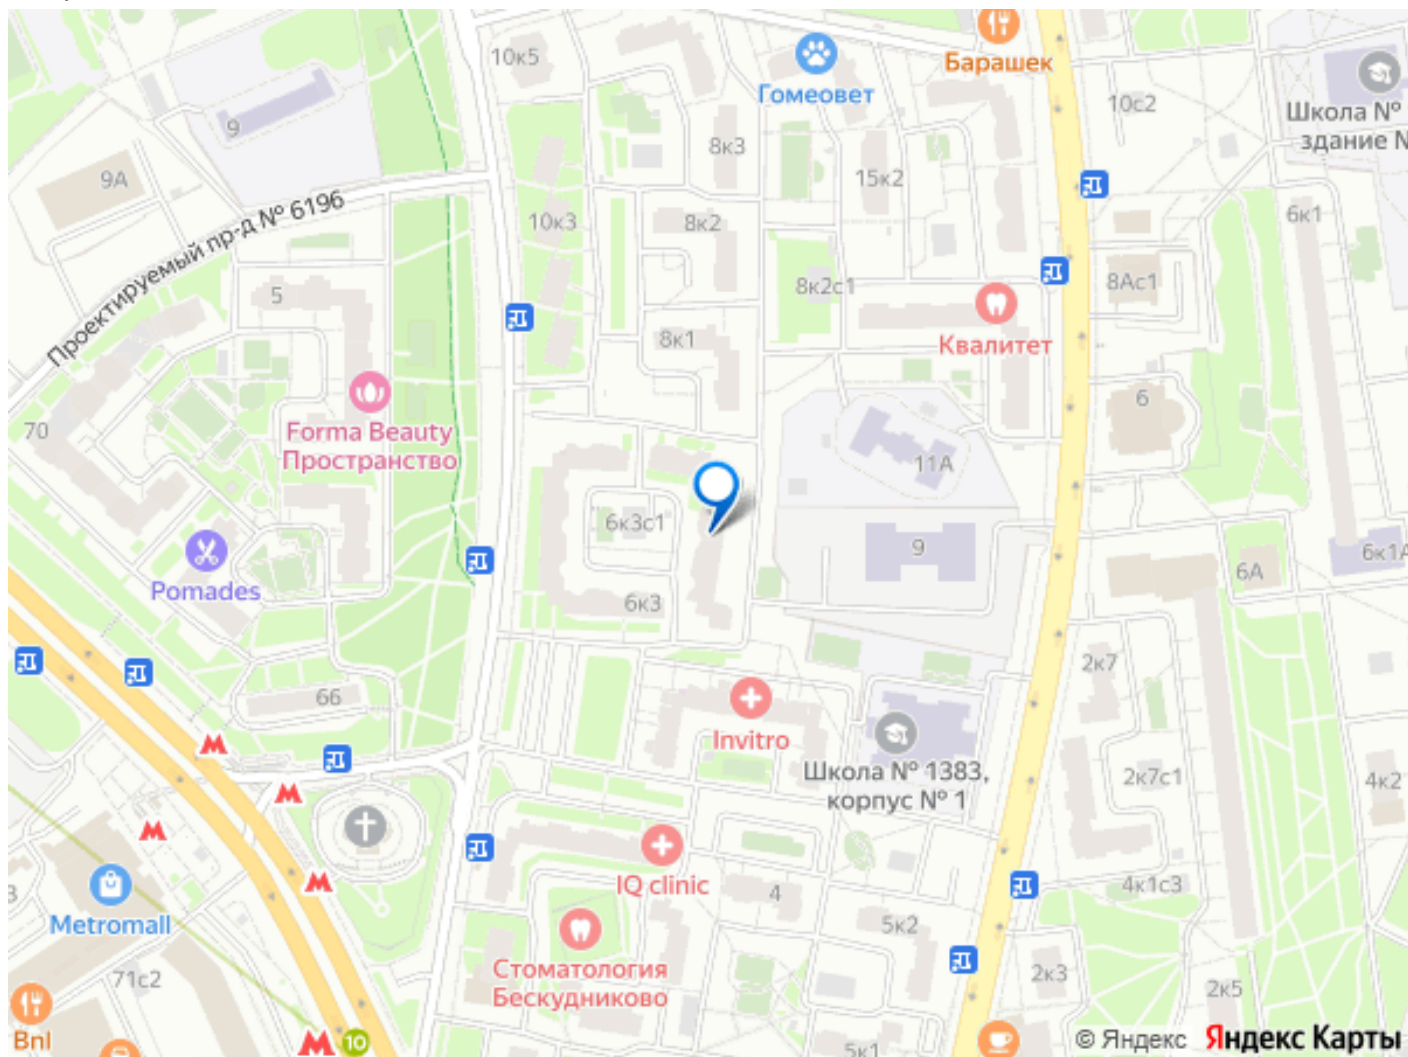 10к5
Барашек
Гомеовет
10с2
Школа №
здание N
9
8к3
9А
15к2
Проектируемый пр-д № 6196
10к3
8к2
6к1
5
8к2с1
8Ас1
8к1
Квалитет
6
70
Forma Beauty
Пространство
11А
6к3с1
9
6к1А
6А
Pomades
6к3
2к7
66
Invitro
Школа № 1383,
корпус № 1
2к7с1
4к2
IQ clinic
4
4к1с3
3
Metromall
5к2
Стоматология
Бескудниково
71с2
2к3
2к5
Bnl
10
5к1
© Яндекс Яндекс Карты